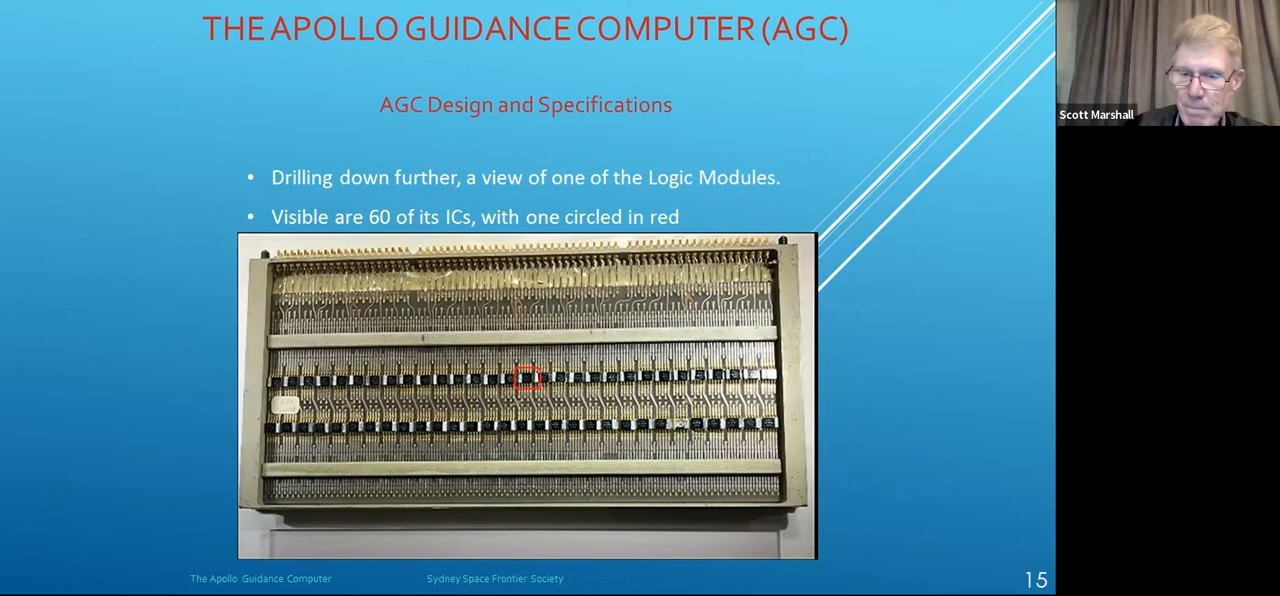 THE APOLLO GUIDANCE COMPUTER (AGC)
AGC Design and Specifications
• Drilling down further, a view of one of the Logic Modules.
• Visible are 60 of its ICs, with one circled in red
The Apollo Guidance Computer
Sydney Space Frontier Society
15
Scott Marshall